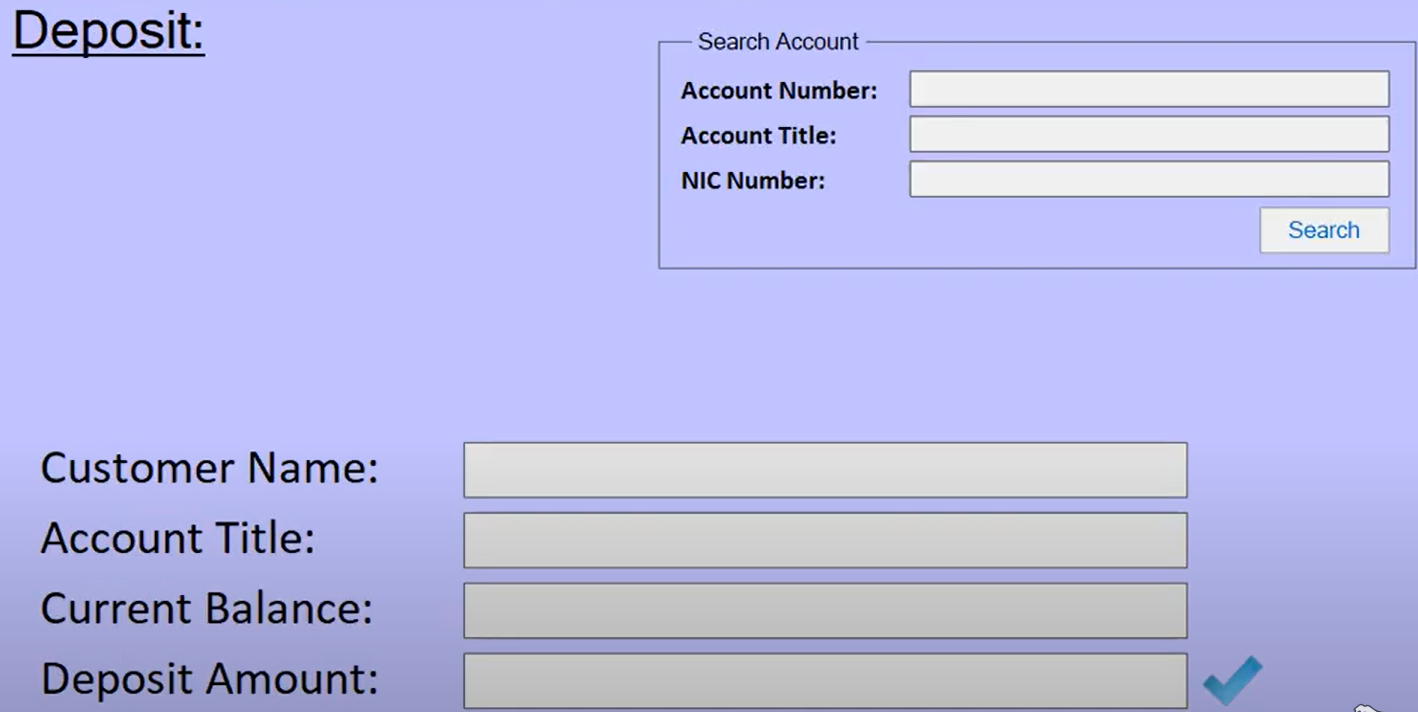 Deposit:
Search Account
Account Number:
Account Title:
NIC Number:
Search
Customer Name:
Account Title:
Current Balance:
Deposit Amount: